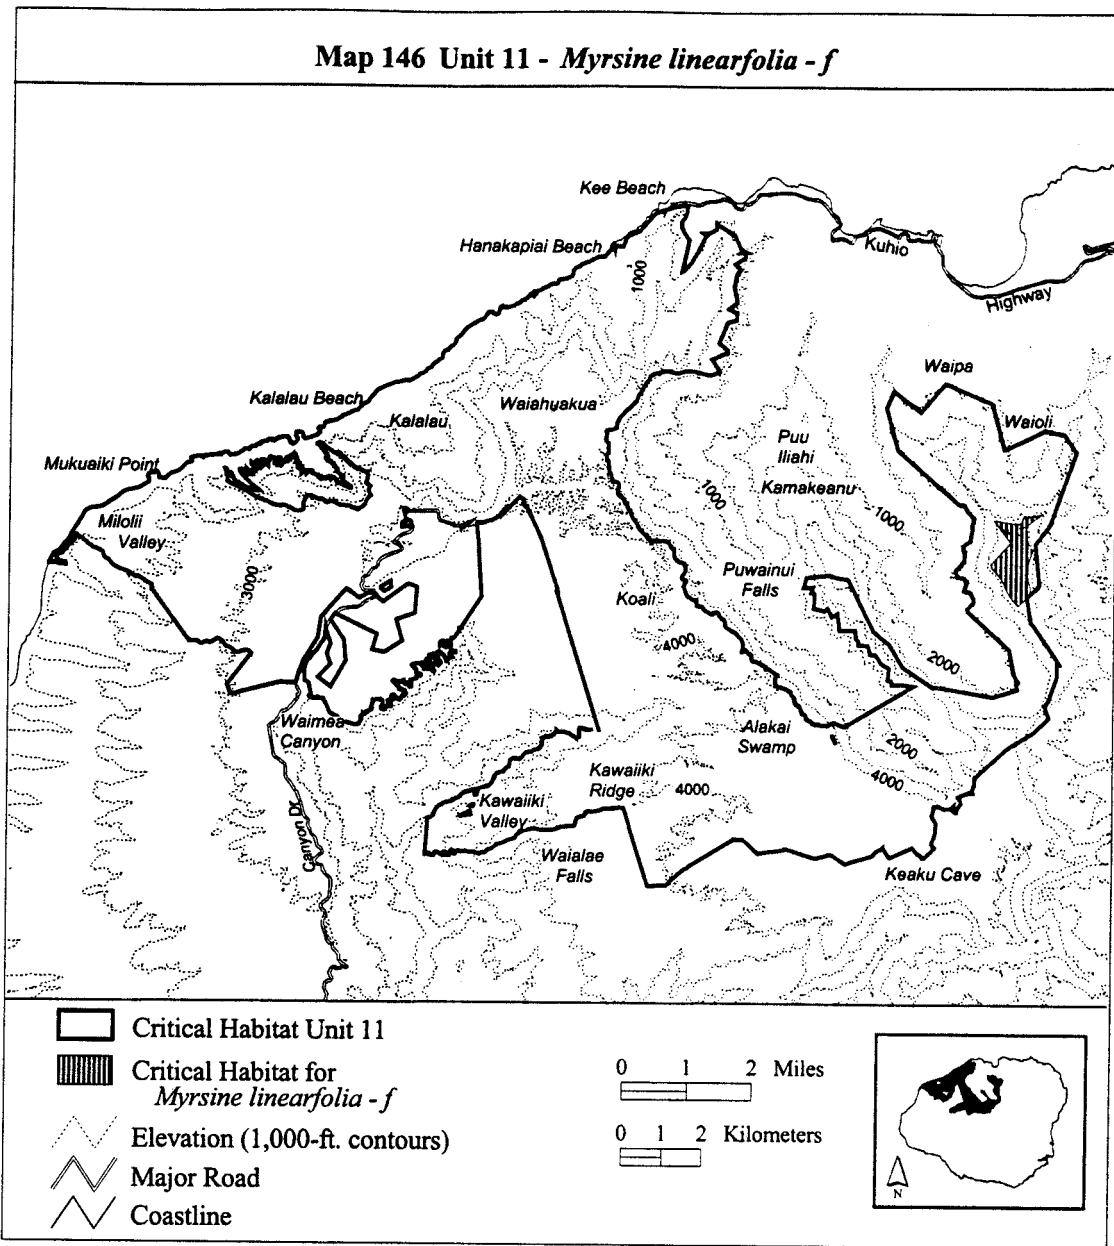 Map 146 Unit 11 - Myrsine linearfolia - f
Kee Beach
Hanakapiai Beach
Kuhio
Highway
1000
Waipa
Kalalau Beach
Waiahuakua
Kalalau
Waioli
Puu
Iliahi
Mukuaiki Point
Kamakeanu
1000
1000
Milolii
Valley
3000
Puwainui
Falls
Koali
4000
2000
Waimea
Canyon
Alakai
Swamp
2000
4000
Kawaiiki
Ridge
4000
Kawaiiki
Valley
Canyon Dr
Waialae
Falls
Keaku Cave
Critical Habitat Unit 11
Critical Habitat for
Myrsine linearfolia - f
Elevation (1,000-ft. contours)
Major Road
Coastline
0 1 2 Miles
0 1 2 Kilometers
N